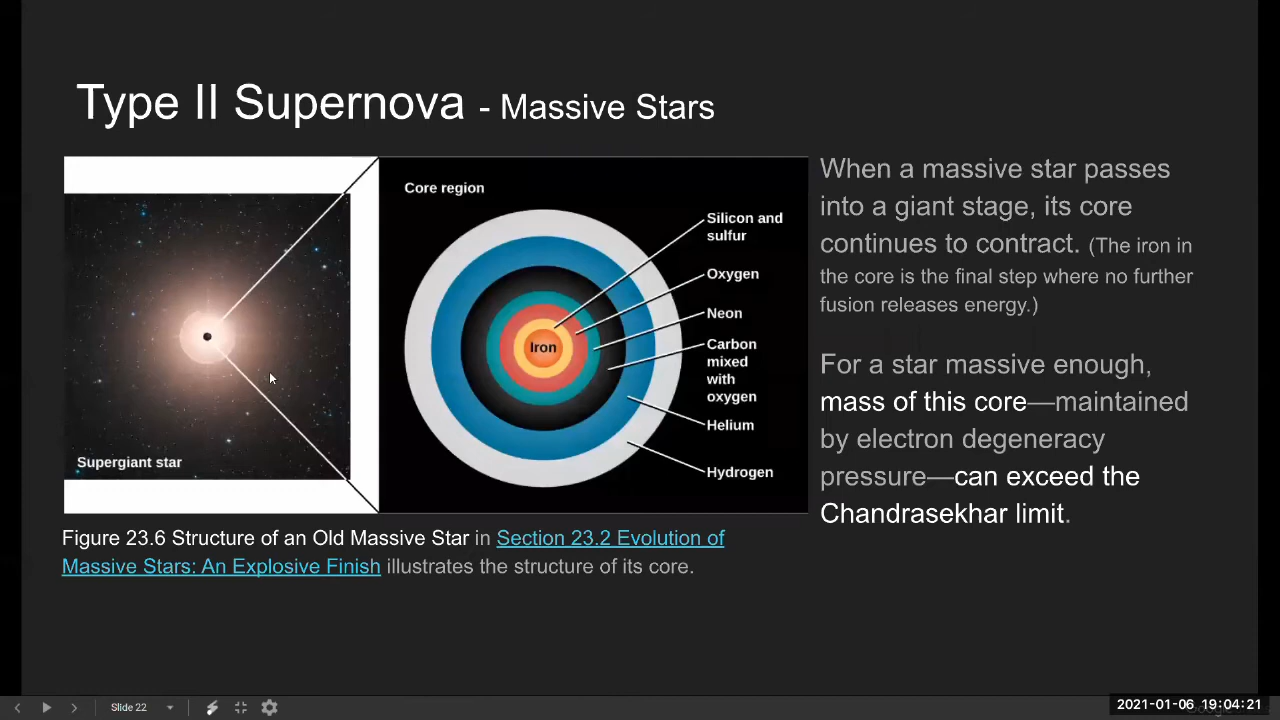 Type II Supernova - Massive Stars
Core region
Silicon and
sulfur
Oxygen
Neon
Carbon
mixed
with
oxygen
Helium
Hydrogen
Iron
Supergiant star
Figure 23.6 Structure of an Old Massive Star in Section 23.2 Evolution of
Massive Stars: An Explosive Finish illustrates the structure of its core.
When a massive star passes
into a giant stage, its core
continues to contract. (The iron in
the core is the final step where no further
fusion releases energy.)
For a star massive enough,
mass of this core—maintained
by electron degeneracy
pressure—can exceed the
Chandrasekhar limit.
Slide 22
2021-01-06 19:04:21